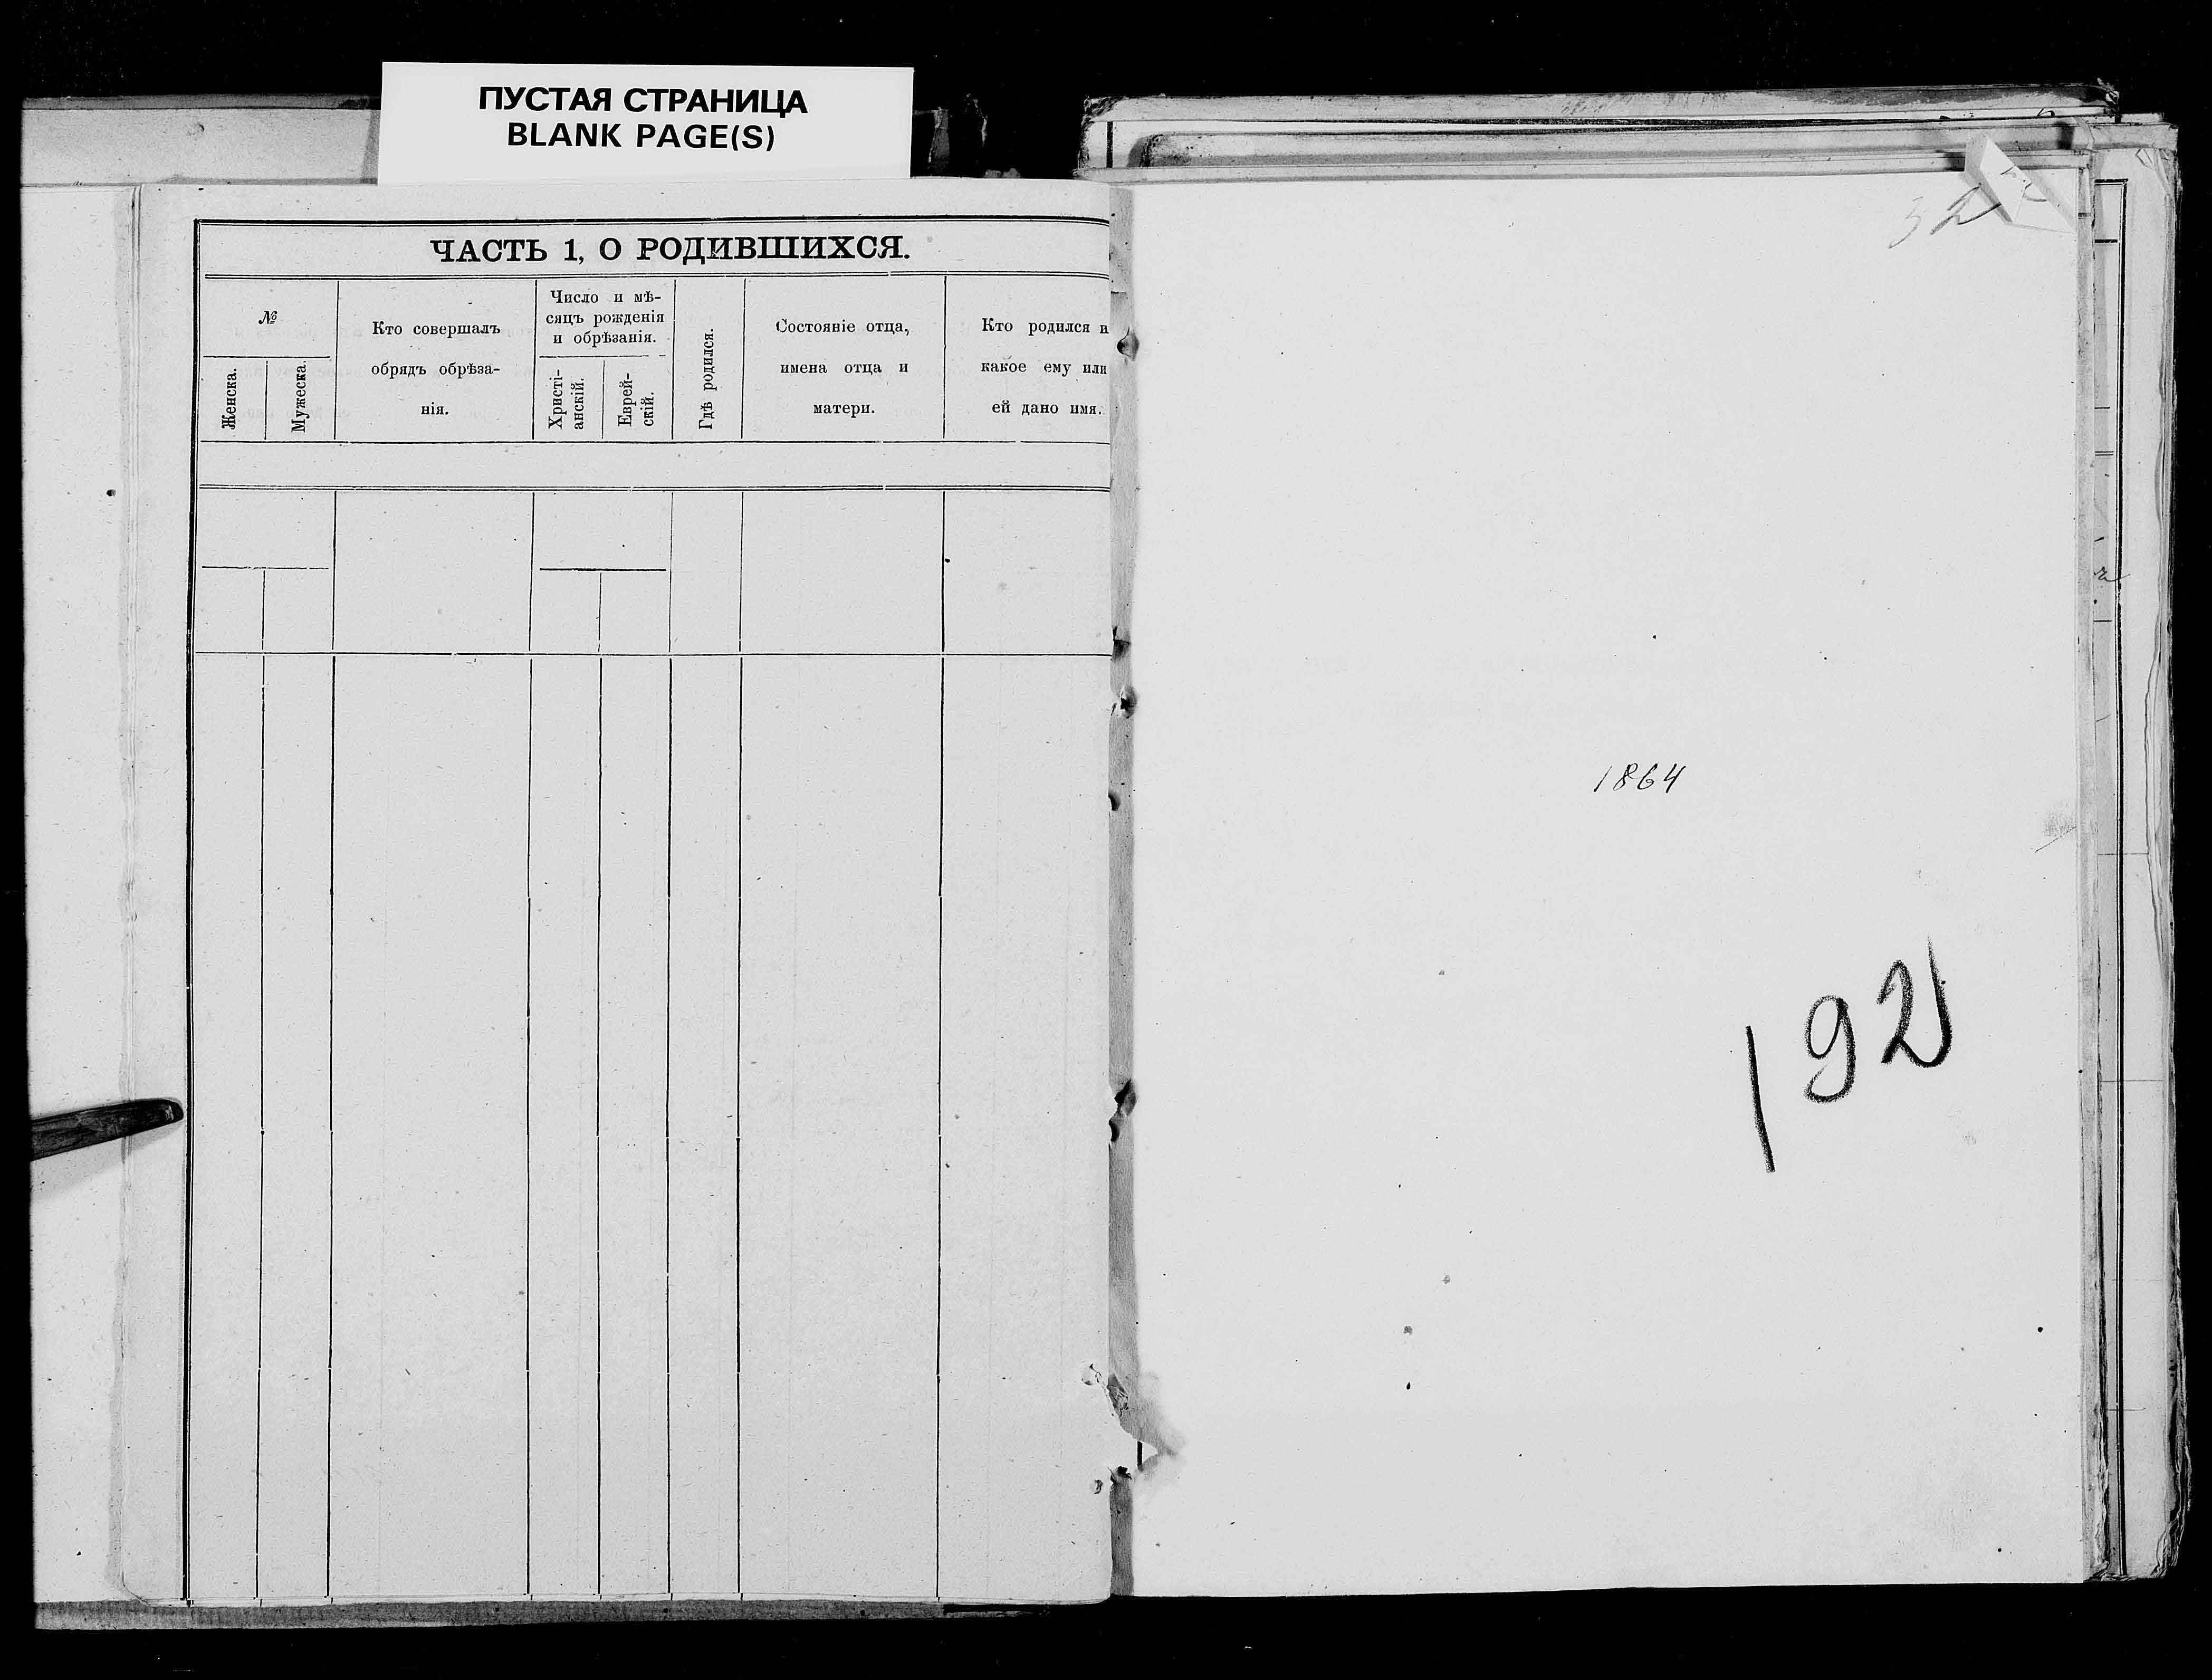 ПУСТАЯ СТРАНИЦА
BLANK PAGE(S)
ЧАСТЬ 1, О РОДИВШИХСЯ.
№
Женска.
Мужеска.
Кто совершалъ
обрядъ обрѣза-
нія.
Число и мѣ-
сяцъ рожденія
и обрѣзанія.
Христі-
анскій.
Еврей-
скій.
Гдѣ родился.
Состояніе отца,
имена отца и
матери.
Кто родился и
какое ему или
ей дано имя.
1864
192